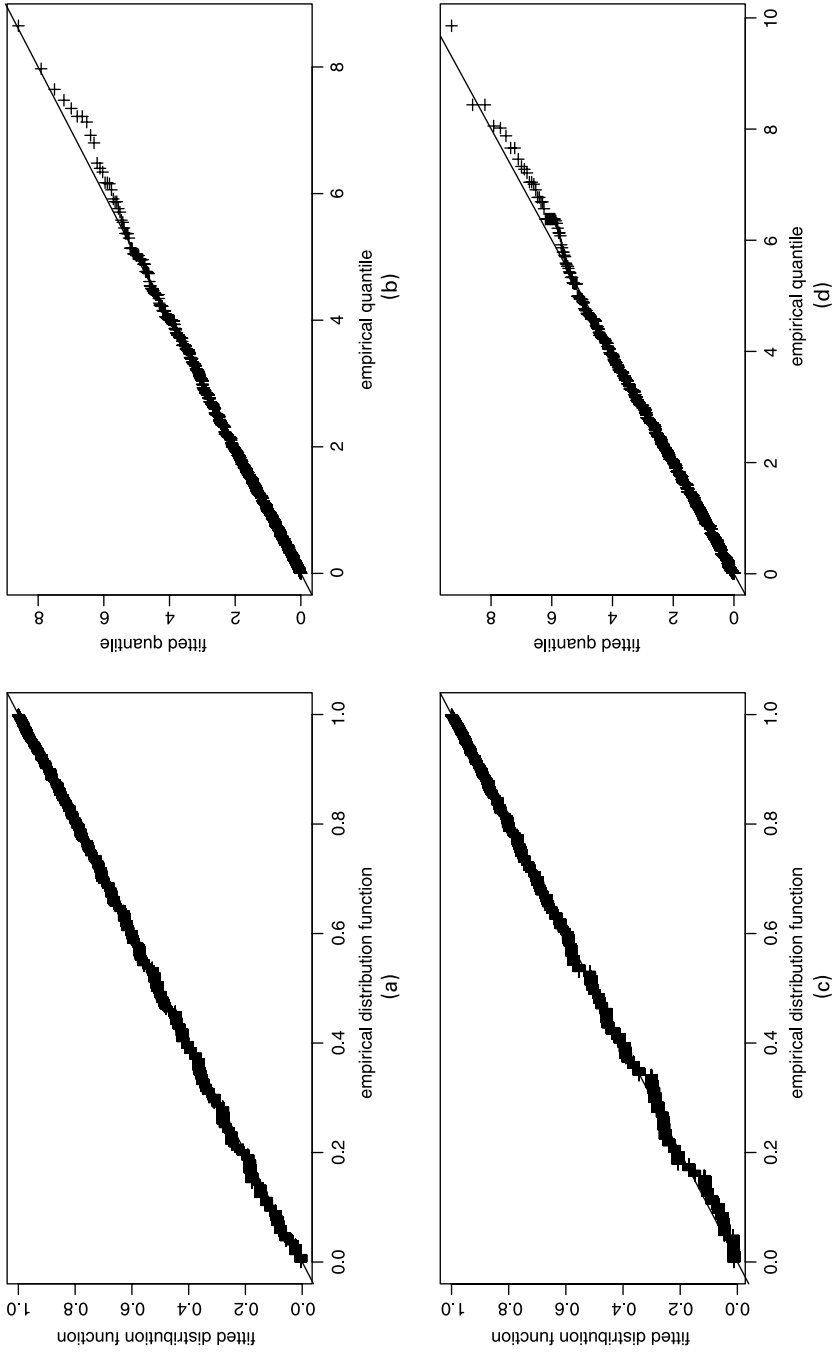 fitted distribution function
1.0
0.8
0.6
0.4
0.2
0.0
0.0 0.2 0.4 0.6 0.8 1.0
empirical distribution function
(a)
fitted quantile
8
6
4
2
0
0 2 4 6 8
empirical quantile
(b)
fitted distribution function
1.0
0.8
0.6
0.4
0.2
0.0
0.0 0.2 0.4 0.6 0.8 1.0
empirical distribution function
(c)
fitted quantile
8
6
4
2
0
0 2 4 6 8 10
empirical quantile
(d)